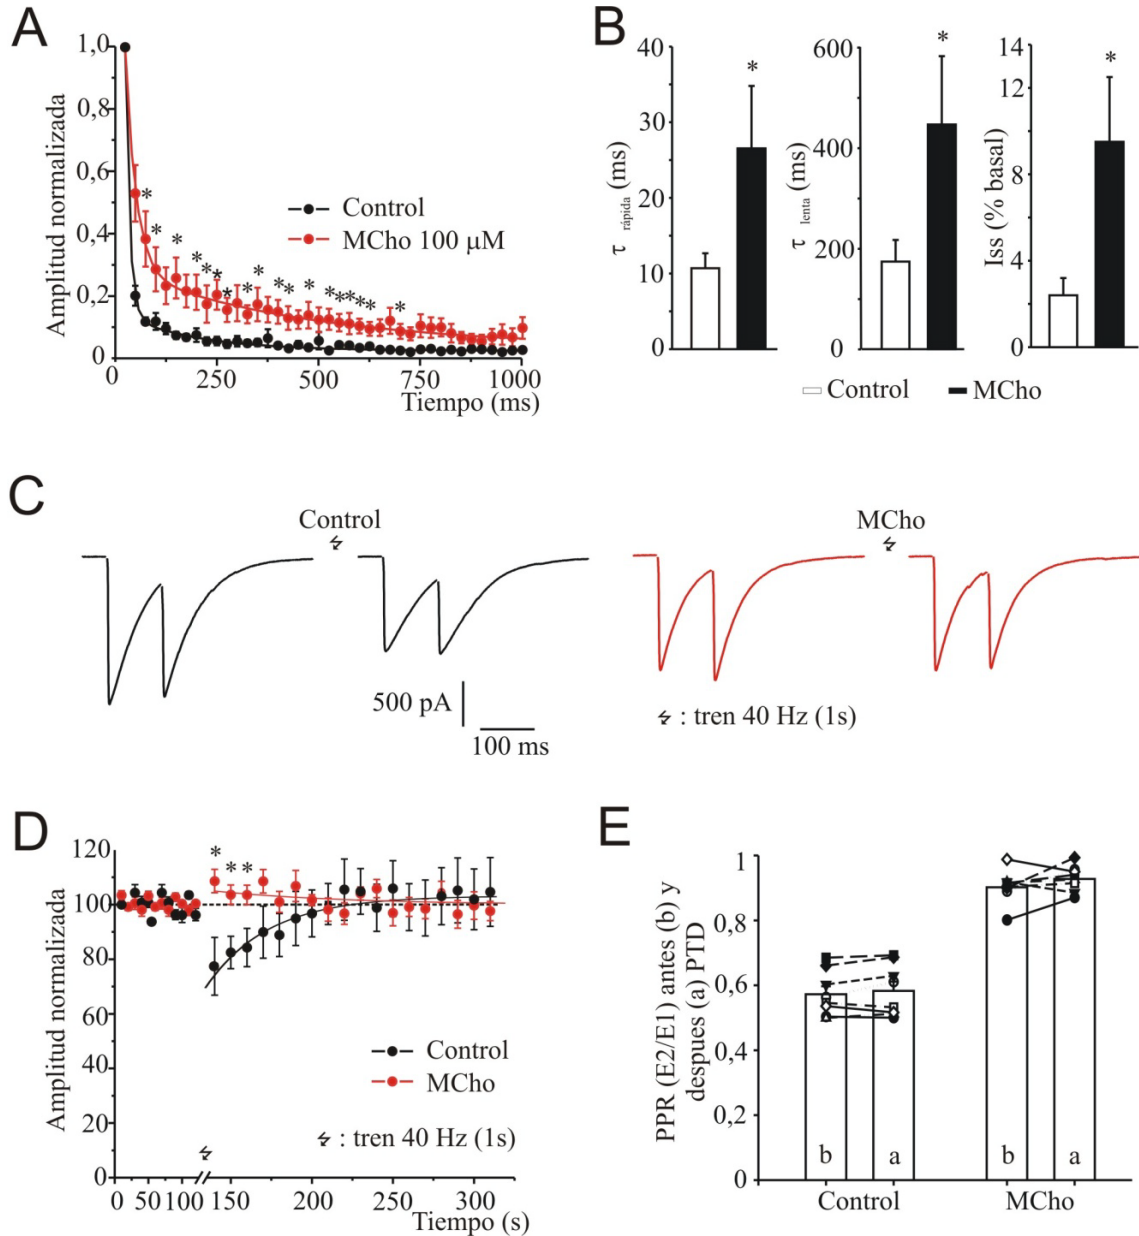 A
1,0
0,8
0,6
0,4
0,2
0
Amplitud normalizada
Control
MCho 100 µM
* * * * * * * * * * * * * * * * * *
0
250
500
750
1000
Tiempo (ms)
B
40
30
20
10
0
τ rápida (ms)
*
600
400
200
0
τ lenta (ms)
*
14
12
8
4
0
Iss (% basal)
*
Control
MCho
C
Control
MCho
500 pA
100 ms
: tren 40 Hz (1s)
D
120
100
80
60
40
20
0
Amplitud normalizada
* * *
Control
MCho
: tren 40 Hz (1s)
0
50
100
150
200
250
300
Tiempo (s)
E
1
0,8
0,6
0,4
0,2
0
PPR (E2/E1) antes (b) y
despues (a) PTD
b
a
b
a
Control
MCho